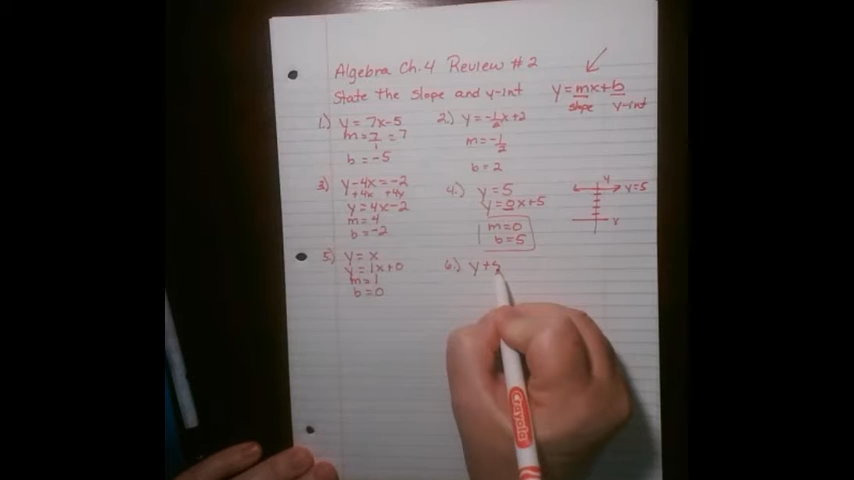 Algebra Ch.4 Review #2
State the slope and y-int
y=mx+b
slope y-int
1.) y = 7x-5
m = 7/1 = 7
b = -5
2.) y = -1/2x+2
m = -1/2
b = 2
3) y-4x = -2
+4x +4x
y = 4x-2
m = 4
b = -2
4.) y = 5
y = 0x+5
m = 0
b = 5
y
y=5
x
5) y = x
y = 1x+0
m = 1
b = 0
6.) y+
Crayola